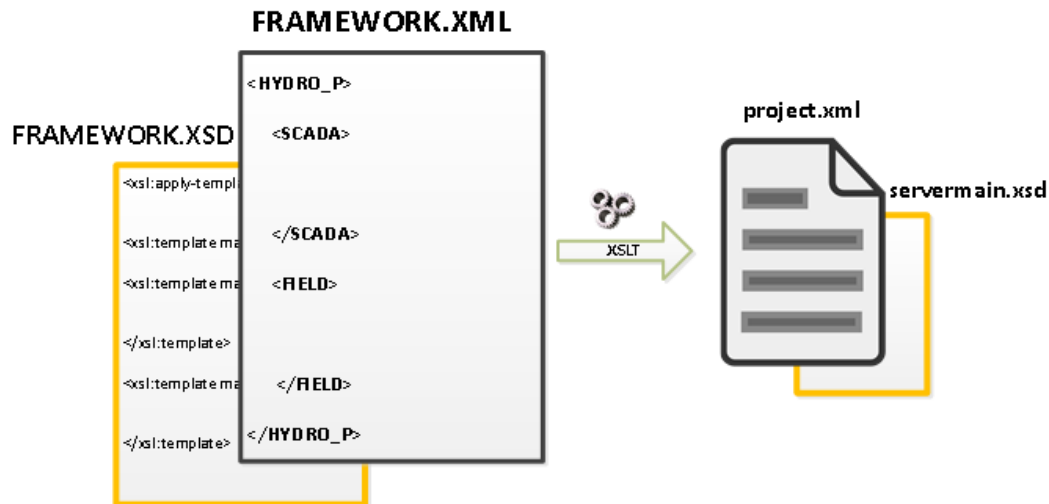 FRAMEWORK.XML
<HYDRO_P>
<SCADA>
</SCADA>
<FIELD>
</FIELD>
</HYDRO_P>
FRAMEWORK.XSD
<xsl:apply-templa
<xsl:template ma
<xsl:template ma
</xsl:template>
<xsl:template ma
</xsl:template>
XSLT
project.xml
servermain.xsd